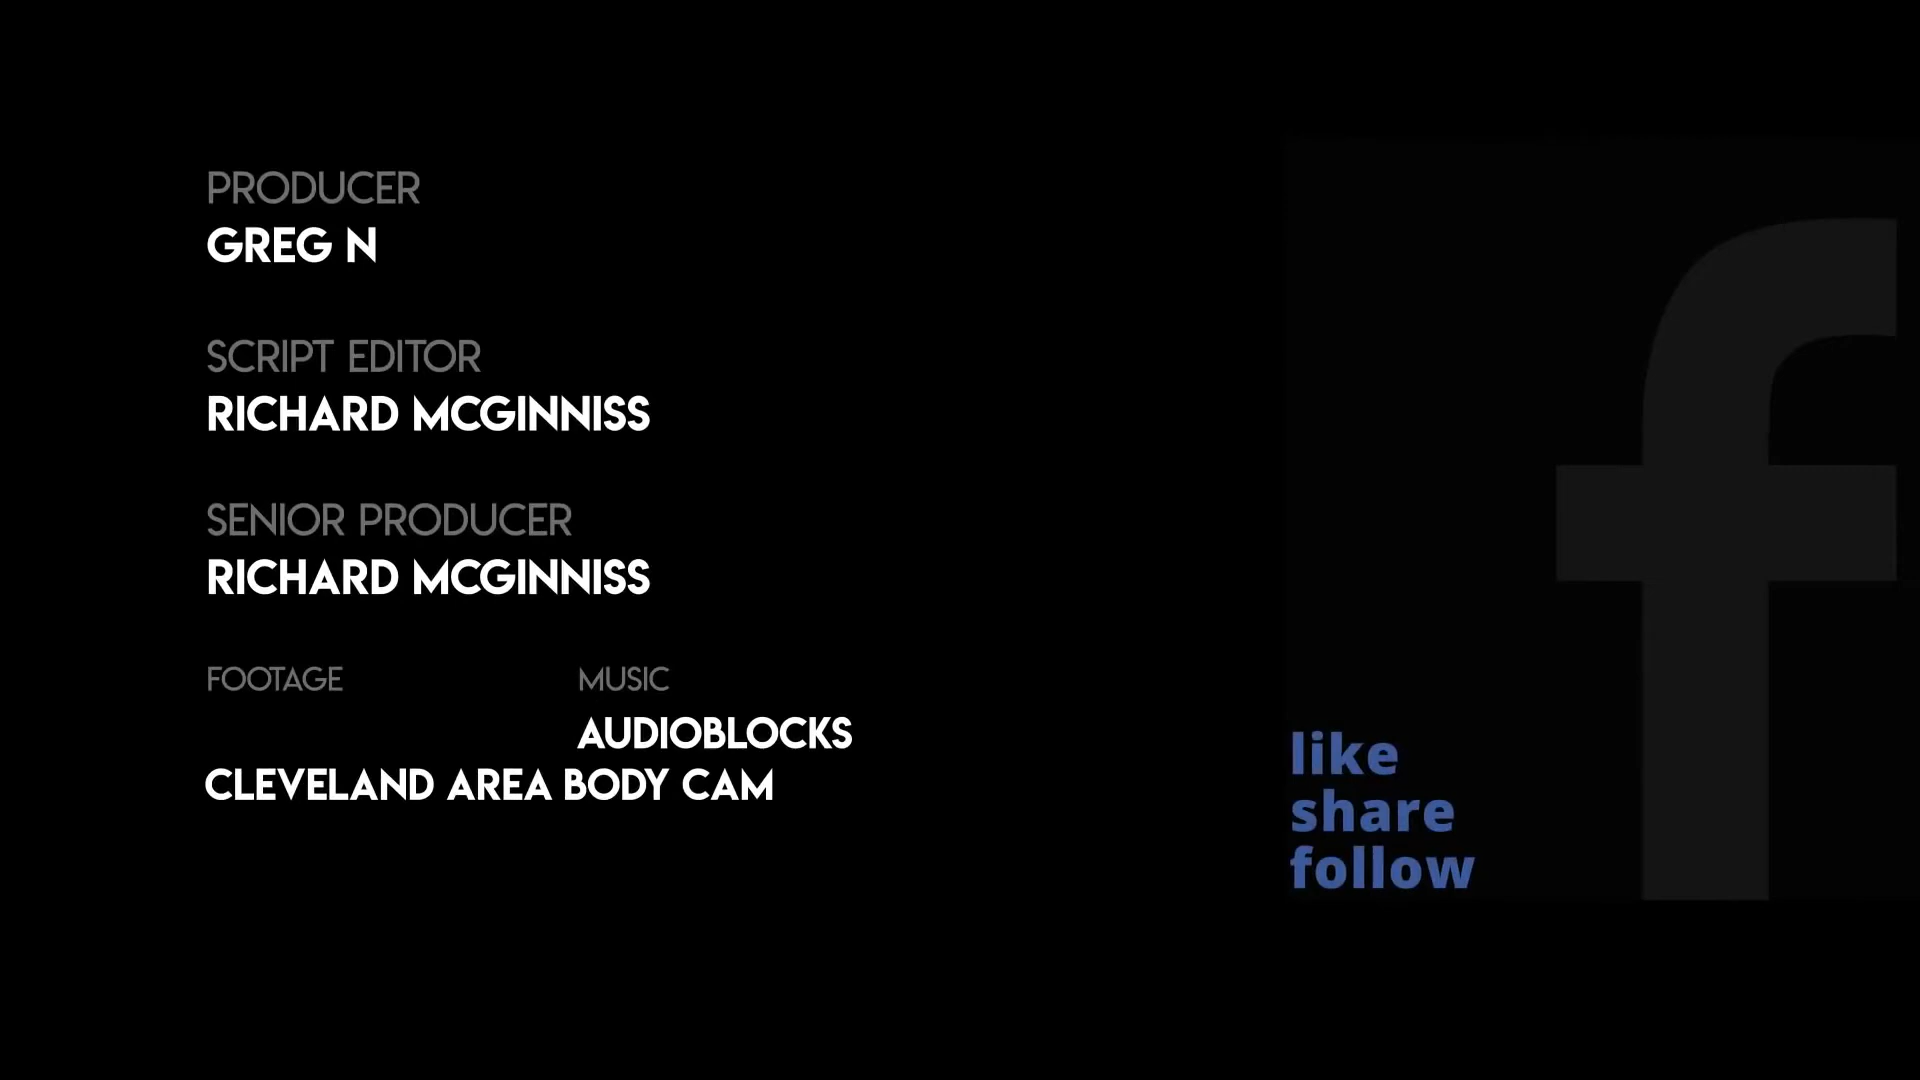 PRODUCER
GREG N
SCRIPT EDITOR
RICHARD MCGINNISS
SENIOR PRODUCER
RICHARD MCGINNISS
FOOTAGE
MUSIC
AUDIOBLOCKS
CLEVELAND AREA BODY CAM
like
share
follow
f